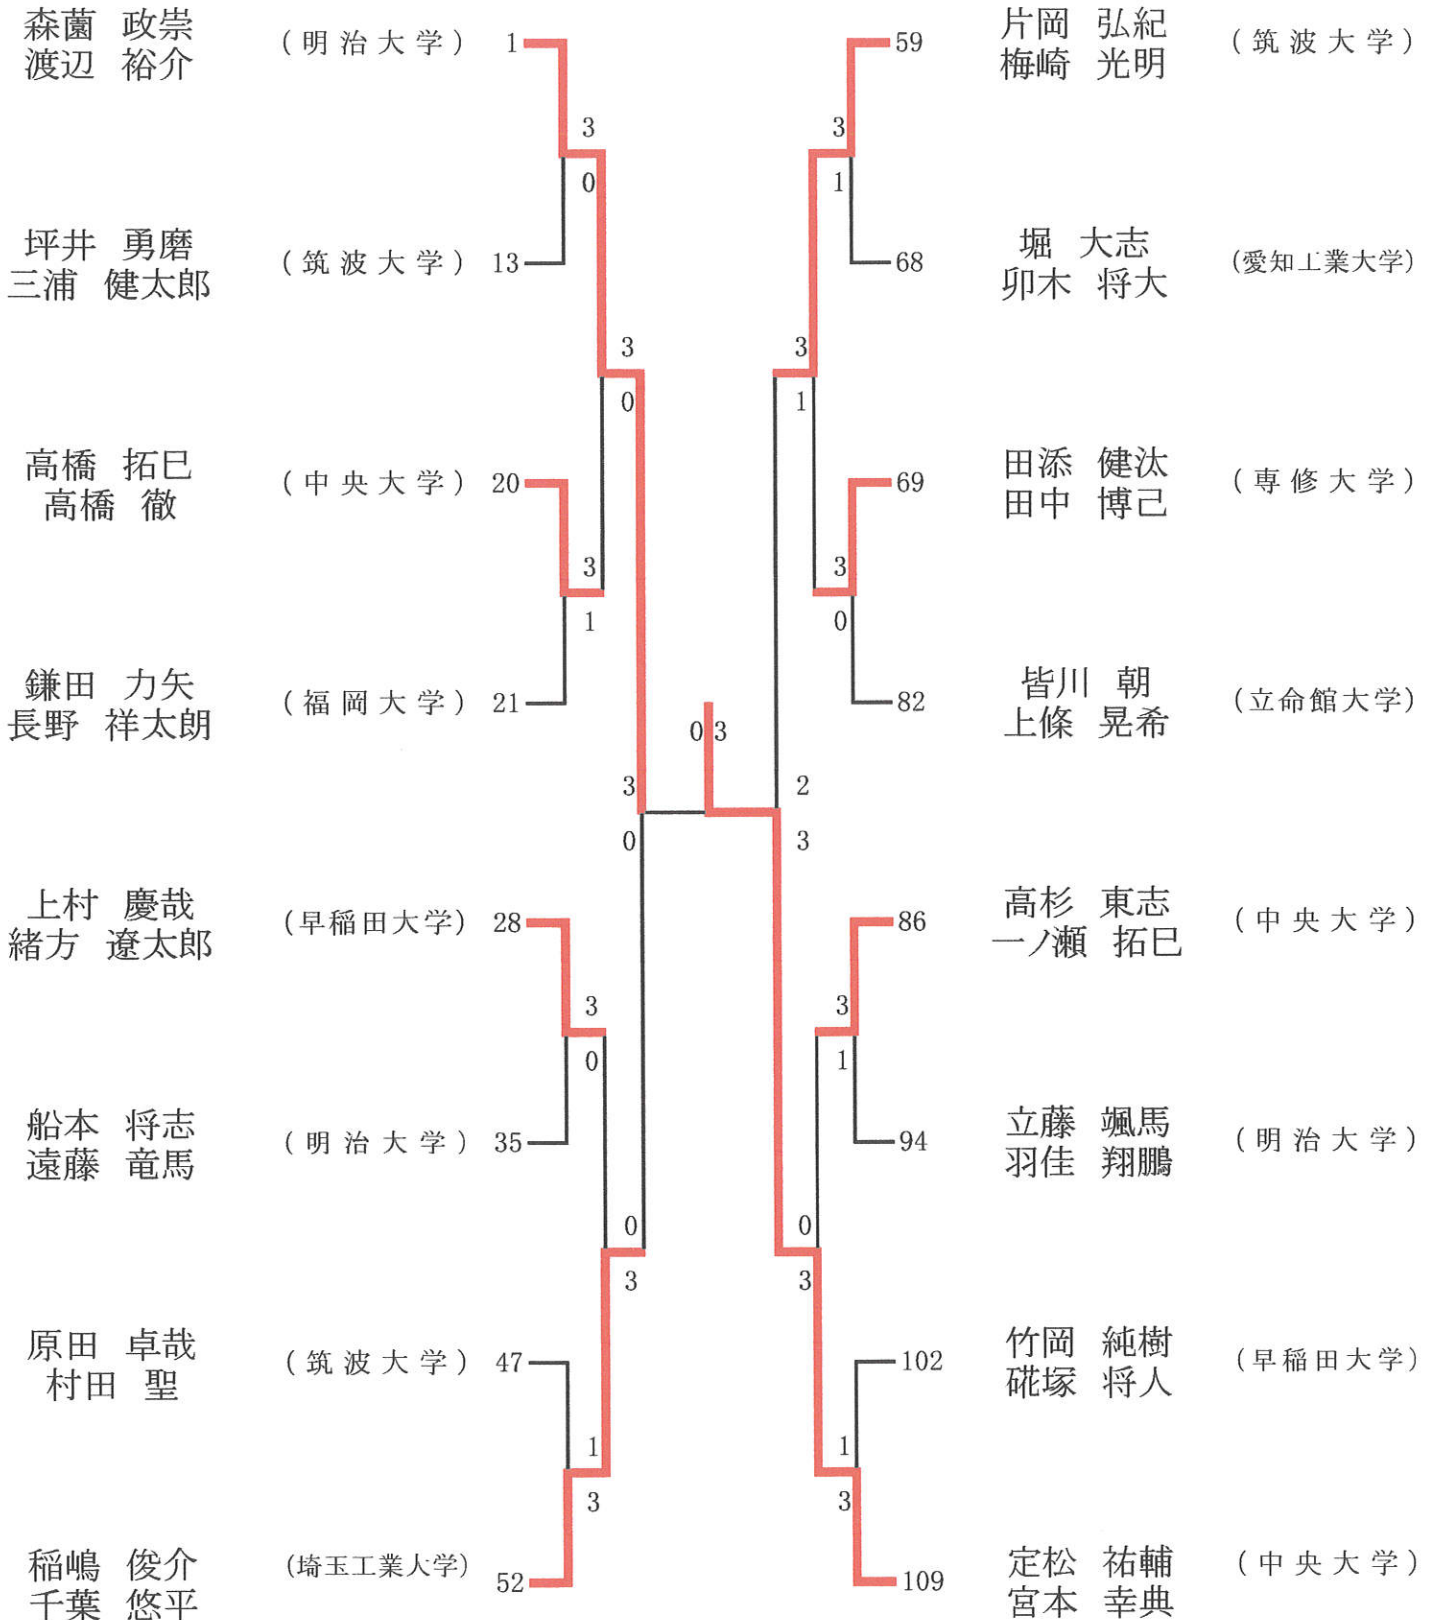 森薗 政崇
渡辺 裕介
(明治大学) 1
坪井 勇磨
三浦 健太郎
(筑波大学) 13
高橋 拓巳
高橋 徹
(中央大学) 20
鎌田 力矢
長野 祥太朗
(福岡大学) 21
上村 慶哉
緒方 遼太郎
(早稲田大学) 28
船本 将志
遠藤 竜馬
(明治大学) 35
原田 卓哉
村田 聖
(筑波大学) 47
稲嶋 俊介
千葉 悠平
(埼玉工業大学) 52
3
0
3
0
3
1
3
0
3
0
0
3
1
3
0 3
3
1
3
1
3
0
2
3
3
1
0
3
1
3
59 片岡 弘紀
梅崎 光明
(筑波大学)
68 堀 大志
卯木 将大
(愛知工業大学)
69 田添 健汰
田中 博己
(専修大学)
82 皆川 朝
上條 晃希
(立命館大学)
86 高杉 東志
一ノ瀬 拓巳
(中央大学)
94 立藤 颯馬
羽佳 翔鵬
(明治大学)
102 竹岡 純樹
硴塚 将人
(早稲田大学)
109 定松 祐輔
宮本 幸典
(中央大学)